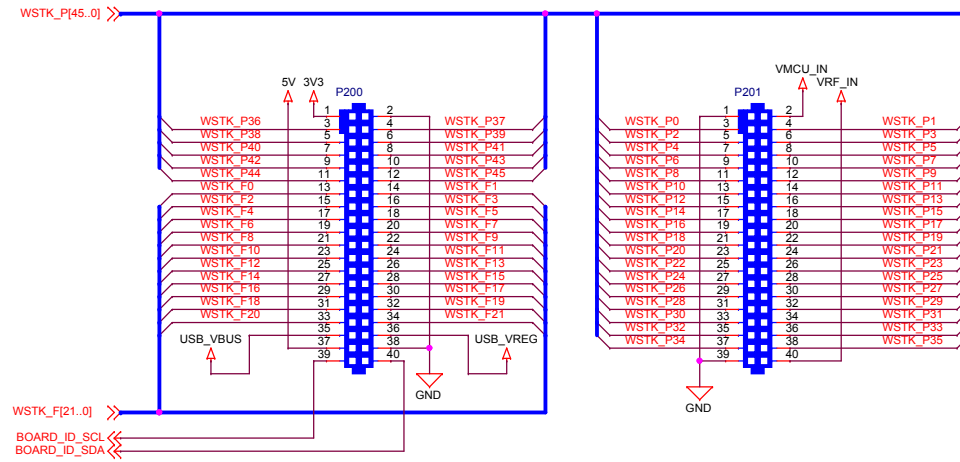 WSTK_P[45..0]
5V 3V3 P200
VMCU_IN
P201 VRF_IN
1 2 1 2
WSTK_P36 3 4 WSTK_P37 WSTK_P0 3 4 WSTK_P1
WSTK_P38 5 6 WSTK_P39 WSTK_P2 5 6 WSTK_P3
WSTK_P40 7 8 WSTK_P41 WSTK_P4 7 8 WSTK_P5
WSTK_P42 9 10 WSTK_P43 WSTK_P6 9 10 WSTK_P7
WSTK_P44 11 12 WSTK_P45 WSTK_P8 11 12 WSTK_P9
WSTK_F0 13 14 WSTK_F1 WSTK_P10 13 14 WSTK_P11
WSTK_F2 15 16 WSTK_F3 WSTK_P12 15 16 WSTK_P13
WSTK_F4 17 18 WSTK_F5 WSTK_P14 17 18 WSTK_P15
WSTK_F6 19 20 WSTK_F7 WSTK_P16 19 20 WSTK_P17
WSTK_F8 21 22 WSTK_F9 WSTK_P18 21 22 WSTK_P19
WSTK_F10 23 24 WSTK_F11 WSTK_P20 23 24 WSTK_P21
WSTK_F12 25 26 WSTK_F13 WSTK_P22 25 26 WSTK_P23
WSTK_F14 27 28 WSTK_F15 WSTK_P24 27 28 WSTK_P25
WSTK_F16 29 30 WSTK_F17 WSTK_P26 29 30 WSTK_P27
WSTK_F18 31 32 WSTK_F19 WSTK_P28 31 32 WSTK_P29
WSTK_F20 33 34 WSTK_F21 WSTK_P30 33 34 WSTK_P31
35 36 WSTK_P32 35 36 WSTK_P33
USB_VBUS 37 38 USB_VREG WSTK_P34 37 38 WSTK_P35
39 40 39 40
GND GND
WSTK_F[21..0]
BOARD_ID_SCL
BOARD_ID_SDA